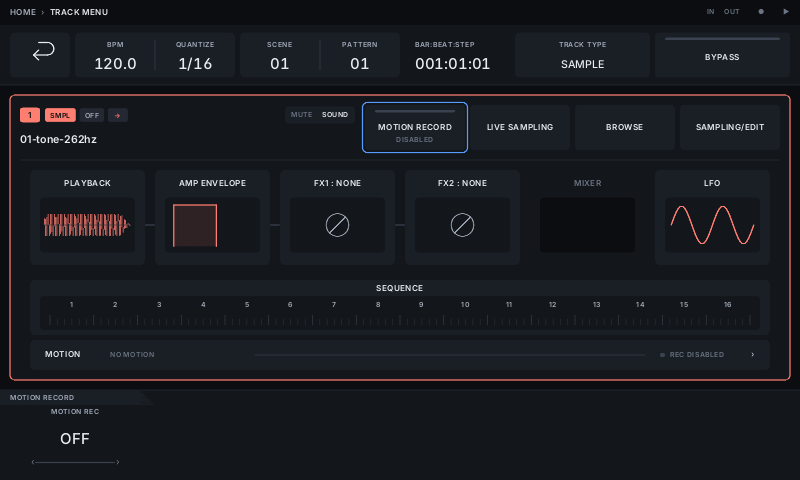 HOME › TRACK MENU
IN OUT
BPM
120.0
QUANTIZE
1/16
SCENE
01
PATTERN
01
BAR:BEAT:STEP
001:01:01
TRACK TYPE
SAMPLE
BYPASS
1 SMPL OFF →
01-tone-262hz
MUTE SOUND
MOTION RECORD
DISABLED
LIVE SAMPLING
BROWSE
SAMPLING/EDIT
PLAYBACK
AMP ENVELOPE
FX1 : NONE
FX2 : NONE
MIXER
LFO
SEQUENCE
1 2 3 4 5 6 7 8 9 10 11 12 13 14 15 16
MOTION NO MOTION REC DISABLED ›
MOTION RECORD
MOTION REC
OFF